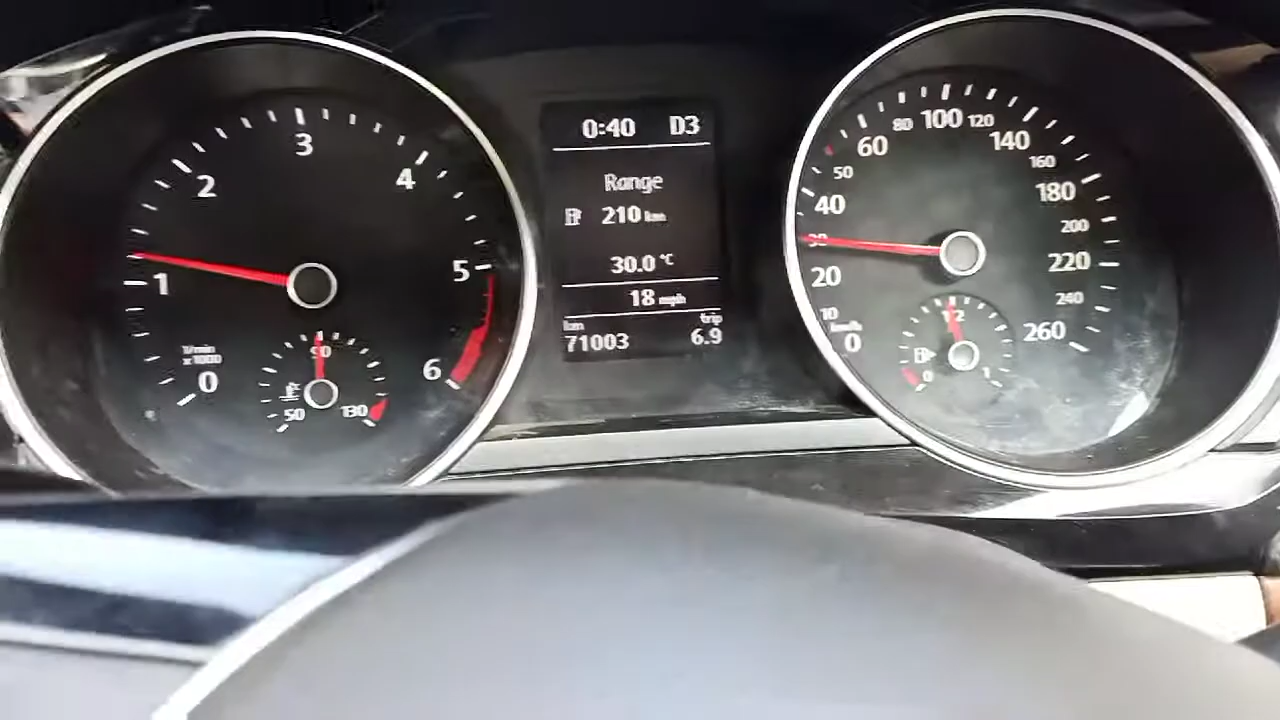 0:40 D3
Range
210 km
30.0 °C
18 mph
km trip
71003 6.9
0 1 2 3 4 5 6
1/min
x1000
50 90 130
0 10 20 30 40 50 60 80 100 120 140 160 180 200 220 240 260
km/h
0 1/2 1